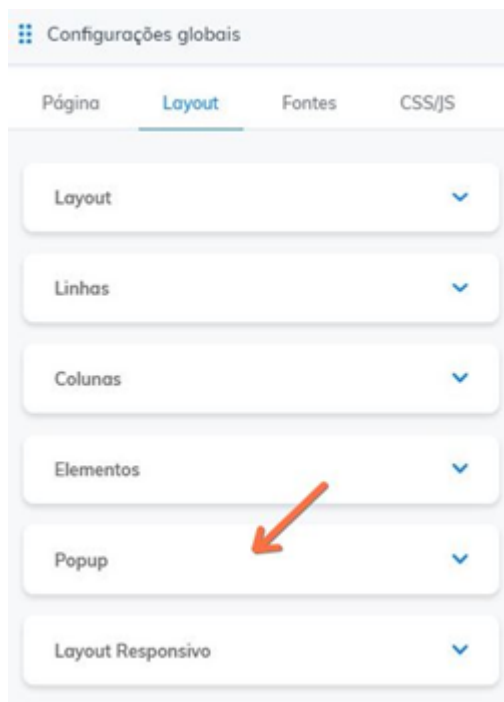 Configurações globais
Página Layout Fontes CSS/JS
Layout
Linhas
Colunas
Elementos
Popup
Layout Responsivo